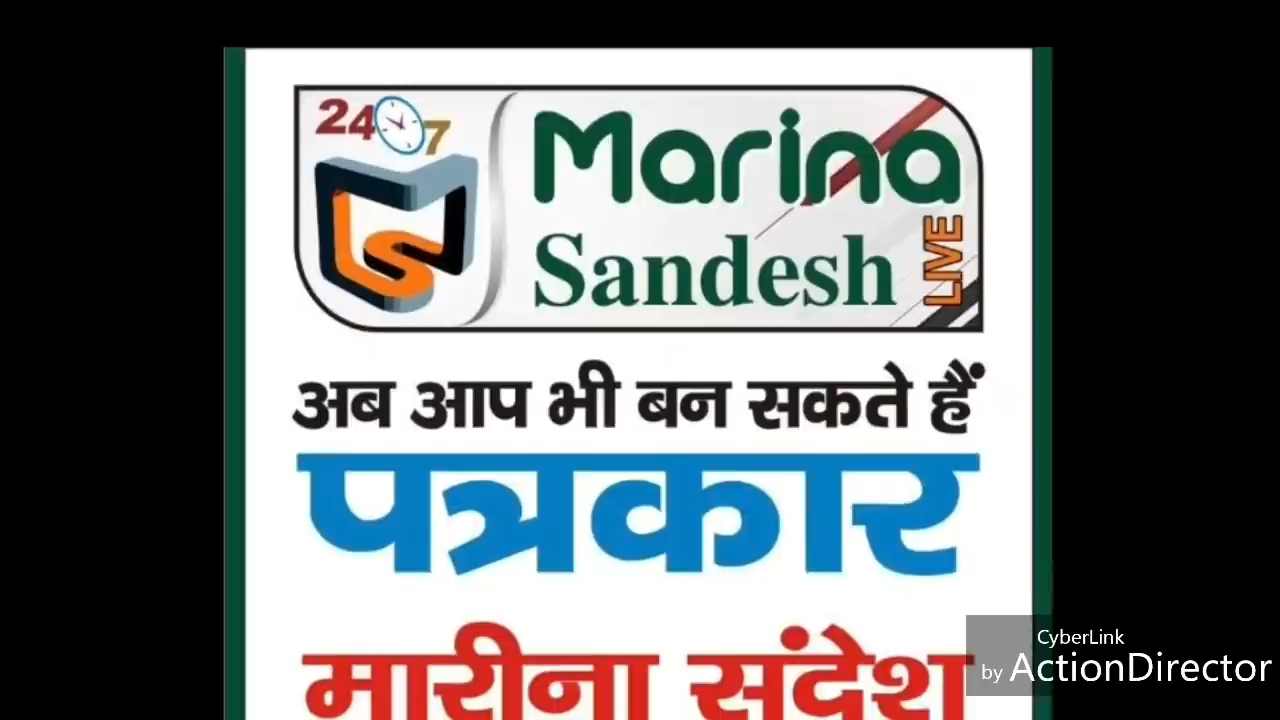 24 7
Marina
Sandesh
LIVE
अब आप भी बन सकते हैं
पत्रकार
मारीना संदेश
CyberLink
by ActionDirector